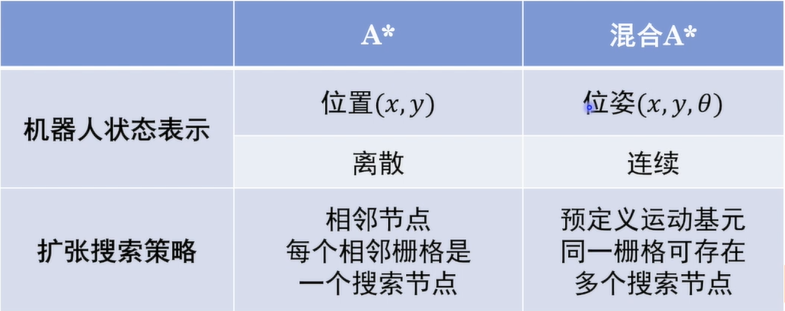 A*
混合A*
机器人状态表示
位置(x, y)
位姿(x, y, θ)
离散
连续
扩张搜索策略
相邻节点
每个相邻栅格是
一个搜索节点
预定义运动基元
同一栅格可存在
多个搜索节点